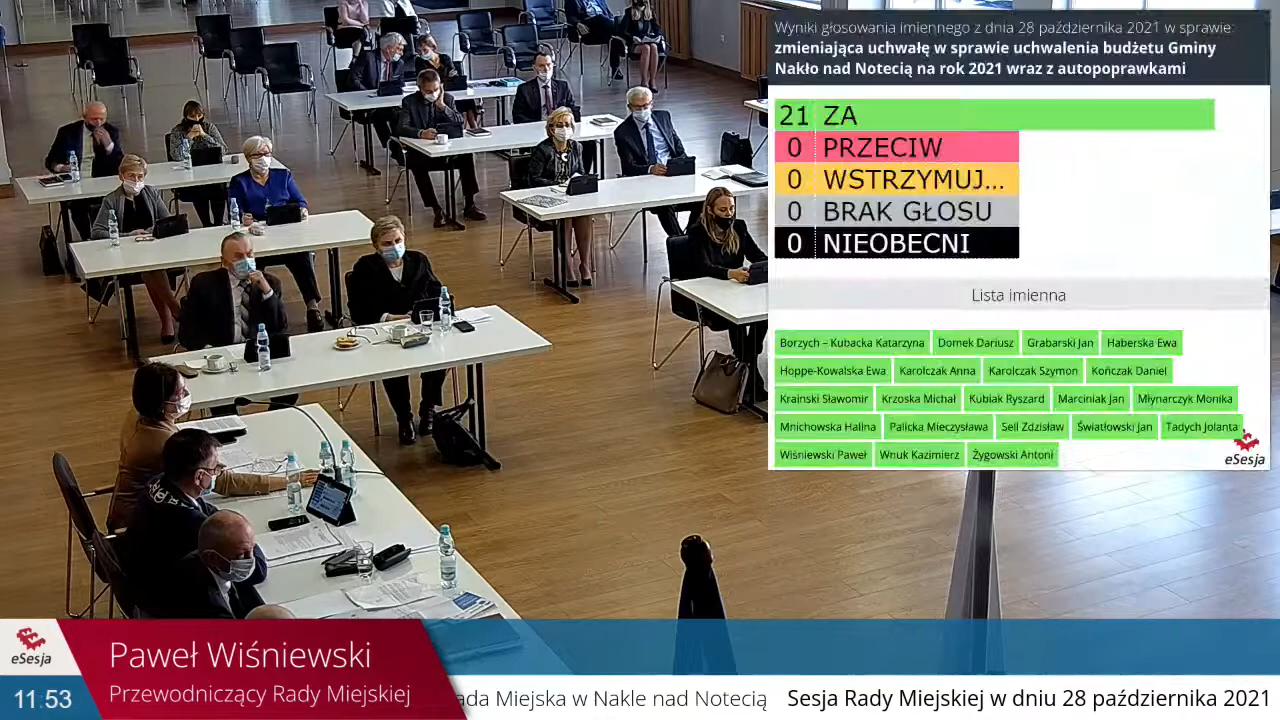 Wyniki głosowania imiennego z dnia 28 października 2021 w sprawie:
zmieniająca uchwałę w sprawie uchwalenia budżetu Gminy
Nakło nad Notecią na rok 2021 wraz z autopoprawkami
21 ZA
0 PRZECIW
0 WSTRZYMUJ...
0 BRAK GŁOSU
0 NIEOBECNI
Lista imienna
Borzych – Kubacka Katarzyna Domek Dariusz Grabarski Jan Haberska Ewa
Hoppe-Kowalska Ewa Karolczak Anna Karolczak Szymon Kończak Daniel
Krainski Sławomir Krzoska Michał Kubiak Ryszard Marciniak Jan Młynarczyk Monika
Mnichowska Halina Palicka Mieczysława Sell Zdzisław Światłowski Jan Tadych Jolanta
Wiśniewski Paweł Wnuk Kazimierz Żygowski Antoni
eSesja
eSesja
Paweł Wiśniewski
Przewodniczący Rady Miejskiej
11:53
ada Miejska w Nakle nad Notecią Sesja Rady Miejskiej w dniu 28 października 2021